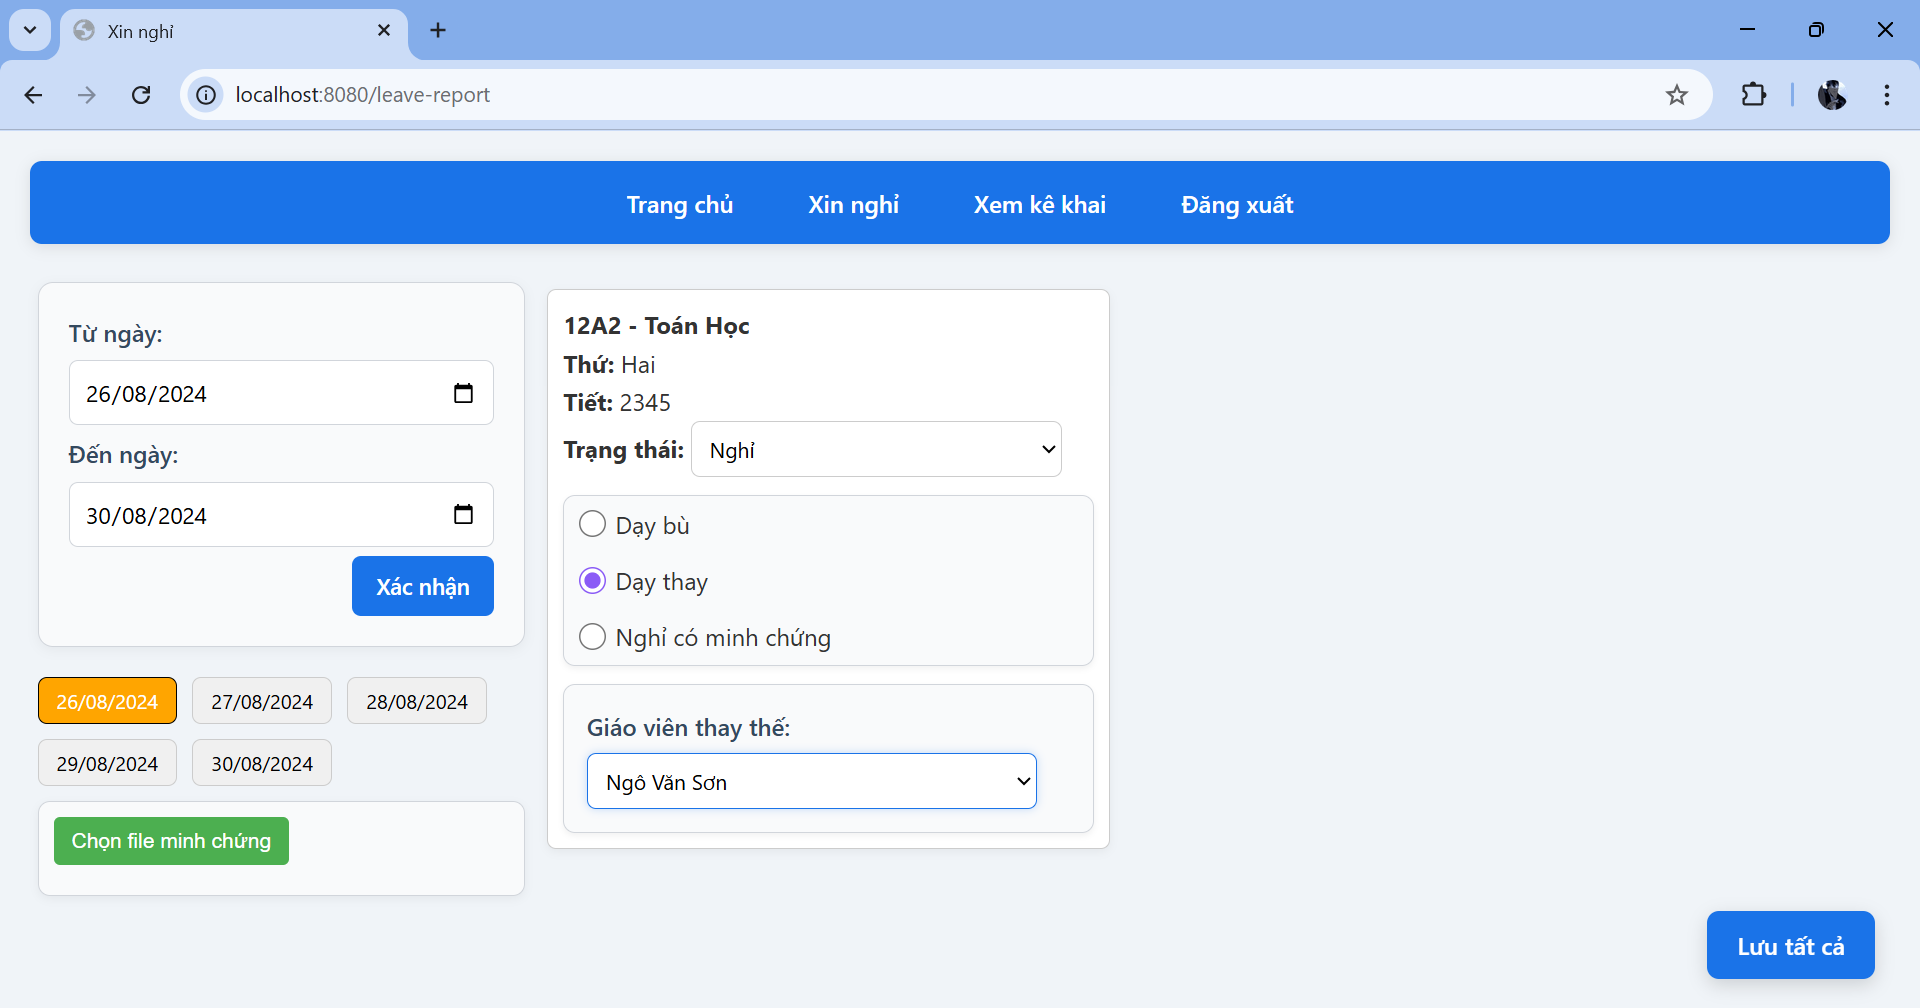 Xin nghỉ
localhost:8080/leave-report
Trang chủ Xin nghỉ Xem kê khai Đăng xuất
Từ ngày:
26/08/2024
Đến ngày:
30/08/2024
Xác nhận
26/08/2024 27/08/2024 28/08/2024
29/08/2024 30/08/2024
Chọn file minh chứng
12A2 - Toán Học
Thứ: Hai
Tiết: 2345
Trạng thái: Nghỉ
Dạy bù
Dạy thay
Nghỉ có minh chứng
Giáo viên thay thế:
Ngô Văn Sơn
Lưu tất cả